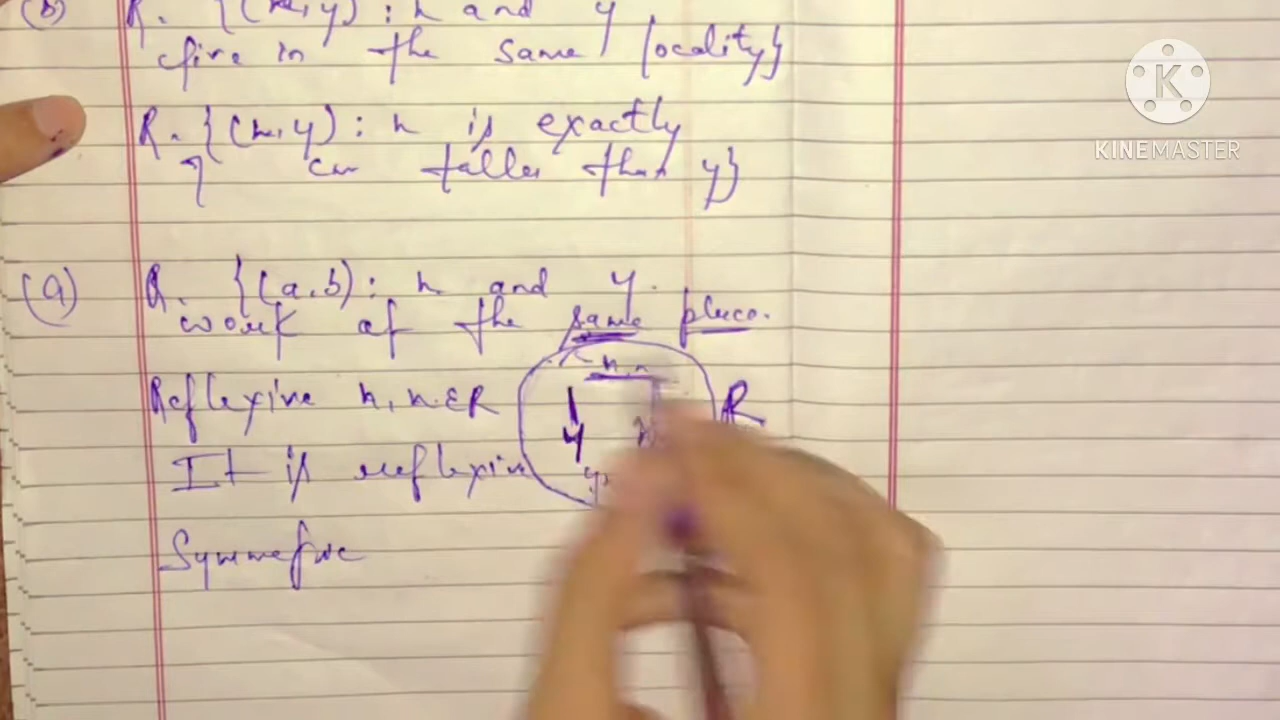 (b) R. {(x, y) : x and y
live in the same locality}
R. {(x, y) : x is exactly
7 cm taller than y}
(a) R. {(a, b) : x and y.
work at the same place.
Reflexive x, x ε R
It is reflexive
Symmetric
x, x
R
y
K
KINEMASTER